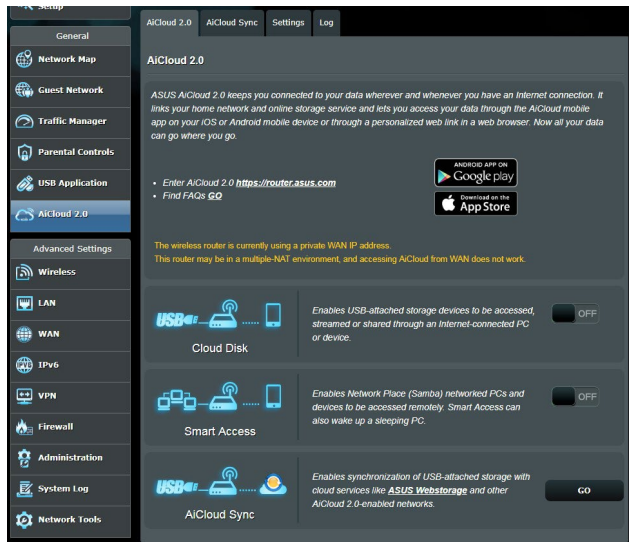 Setup
General
Network Map
Guest Network
Traffic Manager
Parental Controls
USB Application
AiCloud 2.0
Advanced Settings
Wireless
LAN
WAN
IPv6
VPN
Firewall
Administration
System Log
Network Tools
AiCloud 2.0 AiCloud Sync Settings Log
AiCloud 2.0
ASUS AiCloud 2.0 keeps you connected to your data wherever and whenever you have an Internet connection. It
links your home network and online storage service and lets you access your data through the AiCloud mobile
app on your iOS or Android mobile device or through a personalized web link in a web browser. Now all your data
can go where you go.
• Enter AiCloud 2.0 https://router.asus.com
• Find FAQs GO
ANDROID APP ON
Google play
Download on the
App Store
The wireless router is currently using a private WAN IP address.
This router may be in a multiple-NAT environment, and accessing AiCloud from WAN does not work.
USB
Cloud Disk
Enables USB-attached storage devices to be accessed,
streamed or shared through an Internet-connected PC
or device.
OFF
Smart Access
Enables Network Place (Samba) networked PCs and
devices to be accessed remotely. Smart Access can
also wake up a sleeping PC.
OFF
USB
AiCloud Sync
Enables synchronization of USB-attached storage with
cloud services like ASUS Webstorage and other
AiCloud 2.0-enabled networks.
GO